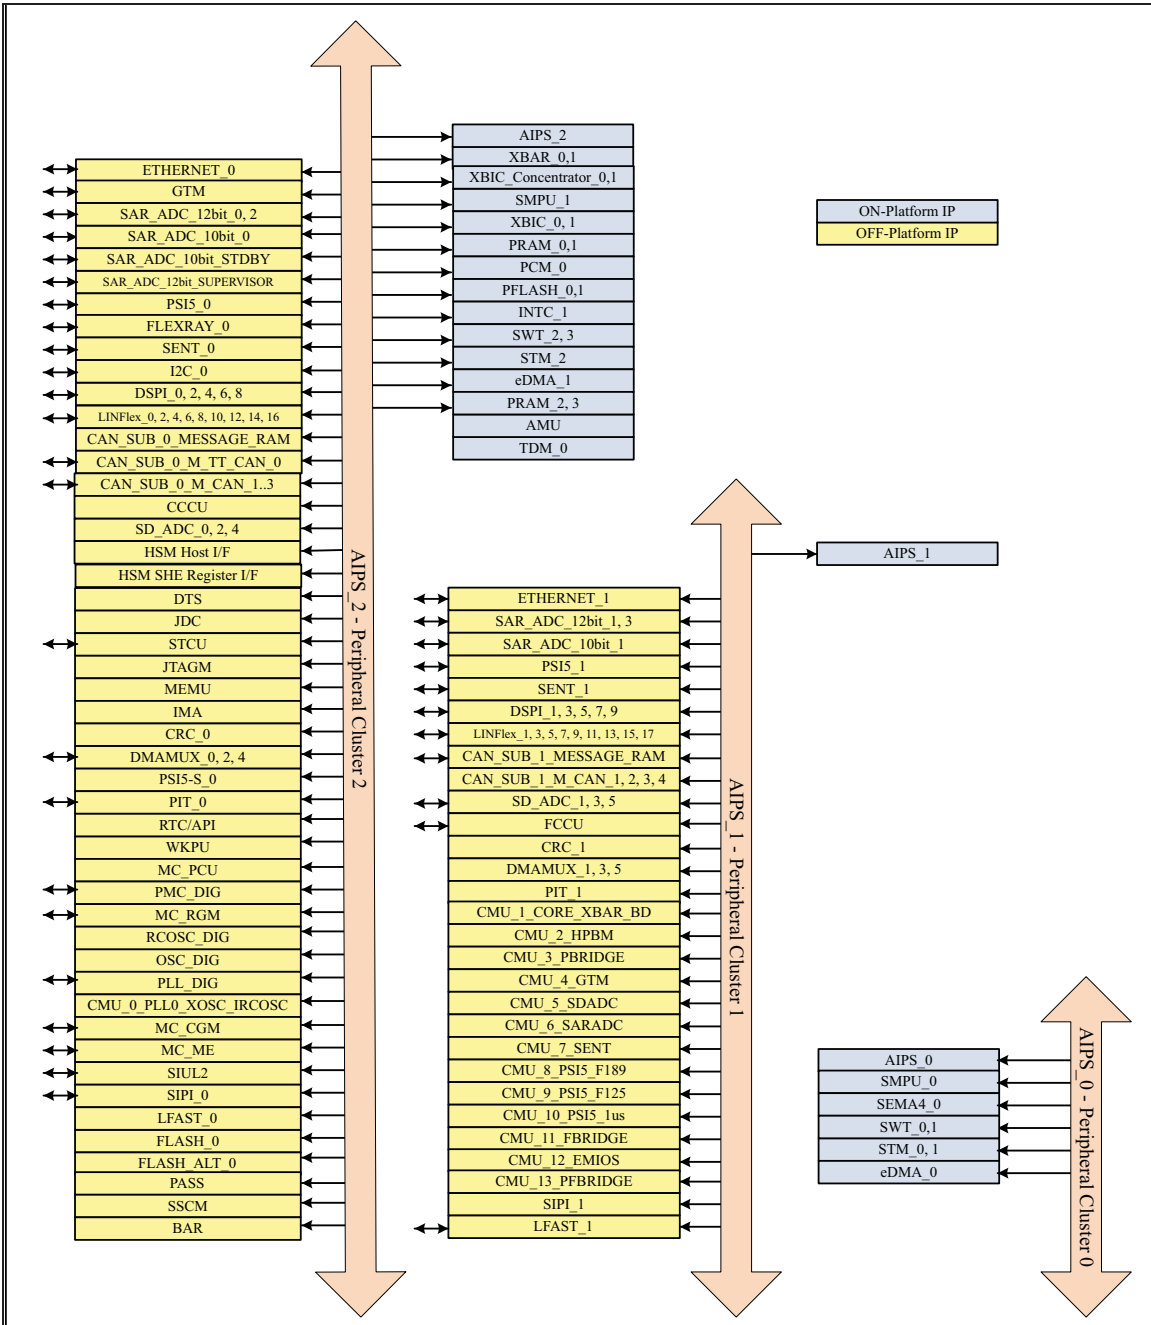 AIPS_2
XBAR_0,1
XBIC_Concentrator_0,1
SMPU_1
XBIC_0, 1
PRAM_0,1
PCM_0
PFLASH_0,1
INTC_1
SWT_2, 3
STM_2
eDMA_1
PRAM_2, 3
AMU
TDM_0
ON-Platform IP
OFF-Platform IP
ETHERNET_0
GTM
SAR_ADC_12bit_0, 2
SAR_ADC_10bit_0
SAR_ADC_10bit_STDBY
SAR_ADC_12bit_SUPERVISOR
PSI5_0
FLEXRAY_0
SENT_0
I2C_0
DSPI_0, 2, 4, 6, 8
LINFlex_0, 2, 4, 6, 8, 10, 12, 14, 16
CAN_SUB_0_MESSAGE_RAM
CAN_SUB_0_M_TT_CAN_0
CAN_SUB_0_M_CAN_1..3
CCCU
SD_ADC_0, 2, 4
HSM Host I/F
HSM SHE Register I/F
DTS
JDC
STCU
JTAGM
MEMU
IMA
CRC_0
DMAMUX_0, 2, 4
PSI5-S_0
PIT_0
RTC/API
WKPU
MC_PCU
PMC_DIG
MC_RGM
RCOSC_DIG
OSC_DIG
PLL_DIG
CMU_0_PLL0_XOSC_IRCOSC
MC_CGM
MC_ME
SIUL2
SIPI_0
LFAST_0
FLASH_0
FLASH_ALT_0
PASS
SSCM
BAR
AIPS_2 - Peripheral Cluster 2
AIPS_1
ETHERNET_1
SAR_ADC_12bit_1, 3
SAR_ADC_10bit_1
PSI5_1
SENT_1
DSPI_1, 3, 5, 7, 9
LINFlex_1, 3, 5, 7, 9, 11, 13, 15, 17
CAN_SUB_1_MESSAGE_RAM
CAN_SUB_1_M_CAN_1, 2, 3, 4
SD_ADC_1, 3, 5
FCCU
CRC_1
DMAMUX_1, 3, 5
PIT_1
CMU_1_CORE_XBAR_BD
CMU_2_HPBM
CMU_3_PBRIDGE
CMU_4_GTM
CMU_5_SDADC
CMU_6_SARADC
CMU_7_SENT
CMU_8_PSI5_F189
CMU_9_PSI5_F125
CMU_10_PSI5_1us
CMU_11_FBRIDGE
CMU_12_EMIOS
CMU_13_PFBRIDGE
SIPI_1
LFAST_1
AIPS_1 - Peripheral Cluster 1
AIPS_0
SMPU_0
SEMA4_0
SWT_0,1
STM_0, 1
eDMA_0
AIPS_0 - Peripheral Cluster 0